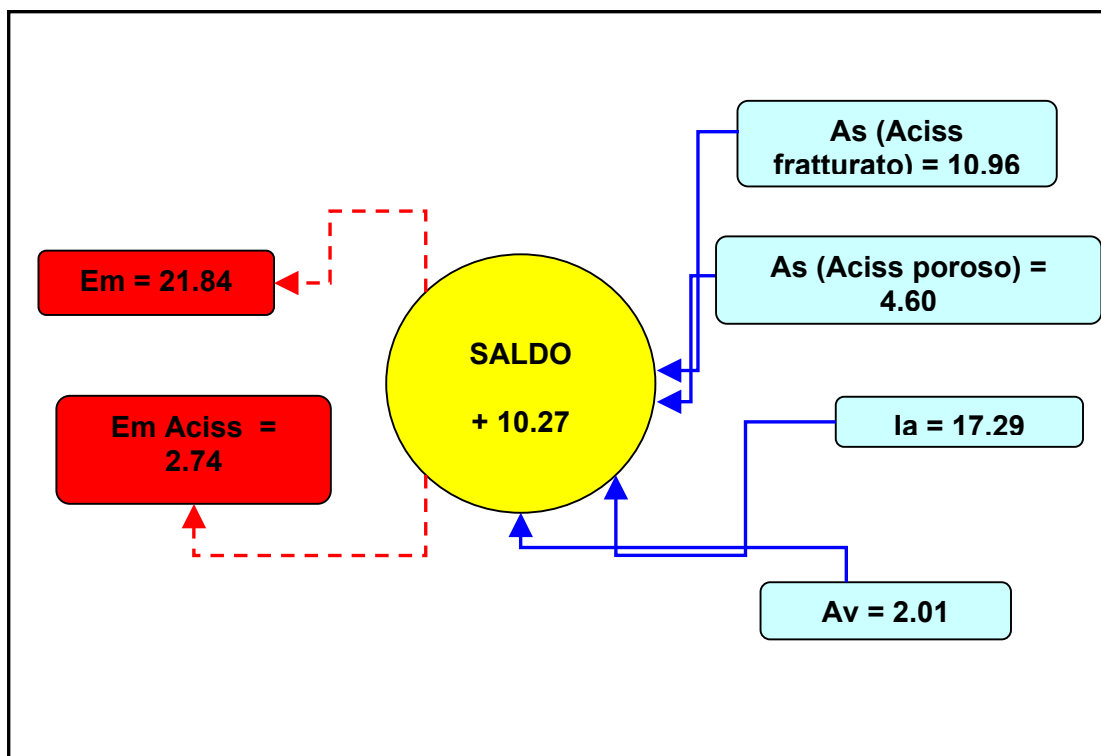 As (Aciss
fratturato) = 10.96
As (Aciss poroso) =
4.60
Em = 21.84
SALDO
+ 10.27
Em Aciss =
2.74
Ia = 17.29
Av = 2.01